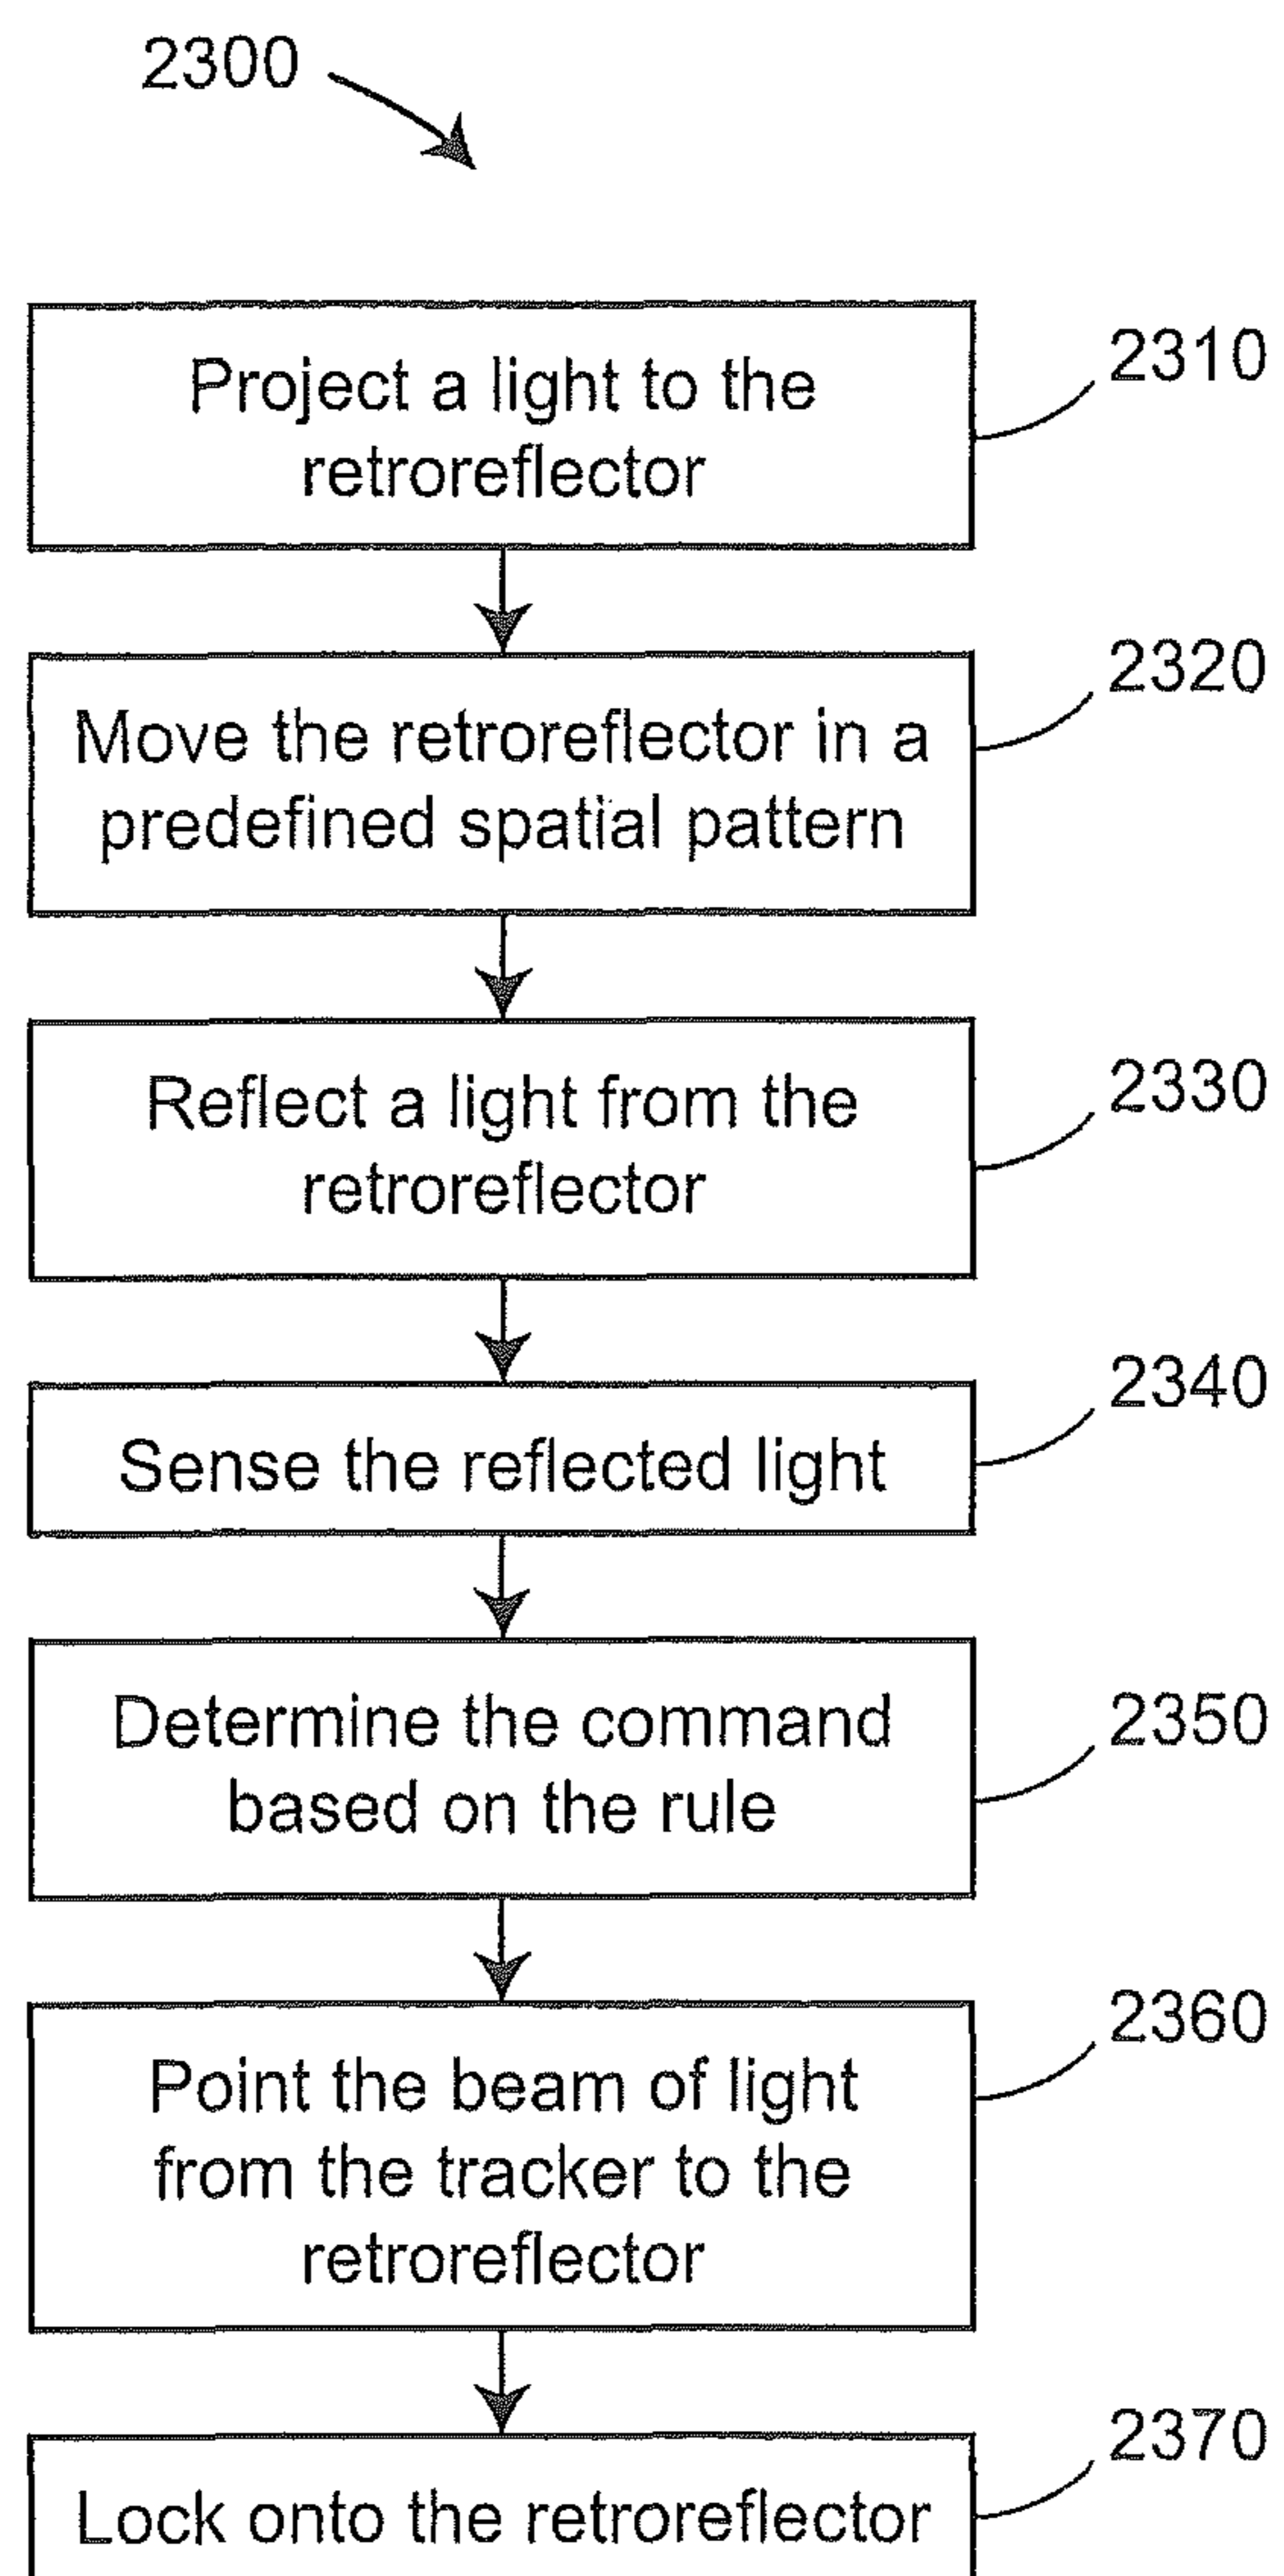 2300
Project a light to the
retroreflector
2310
Move the retroreflector in a
predefined spatial pattern
2320
Reflect a light from the
retroreflector
2330
Sense the reflected light
2340
Determine the command
based on the rule
2350
Point the beam of light
from the tracker to the
retroreflector
2360
Lock onto the retroreflector
2370